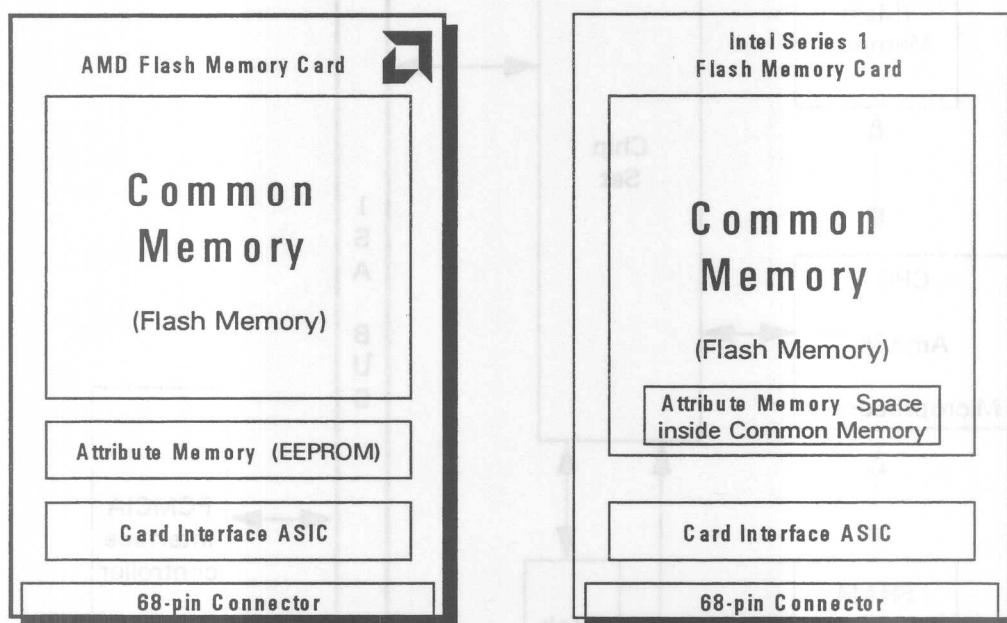 AMD Flash Memory Card
Common
Memory
(Flash Memory)
Attribute Memory (EEPROM)
Card Interface ASIC
68-pin Connector
Intel Series 1
Flash Memory Card
Common
Memory
(Flash Memory)
Attribute Memory Space
inside Common Memory
Card Interface ASIC
68-pin Connector